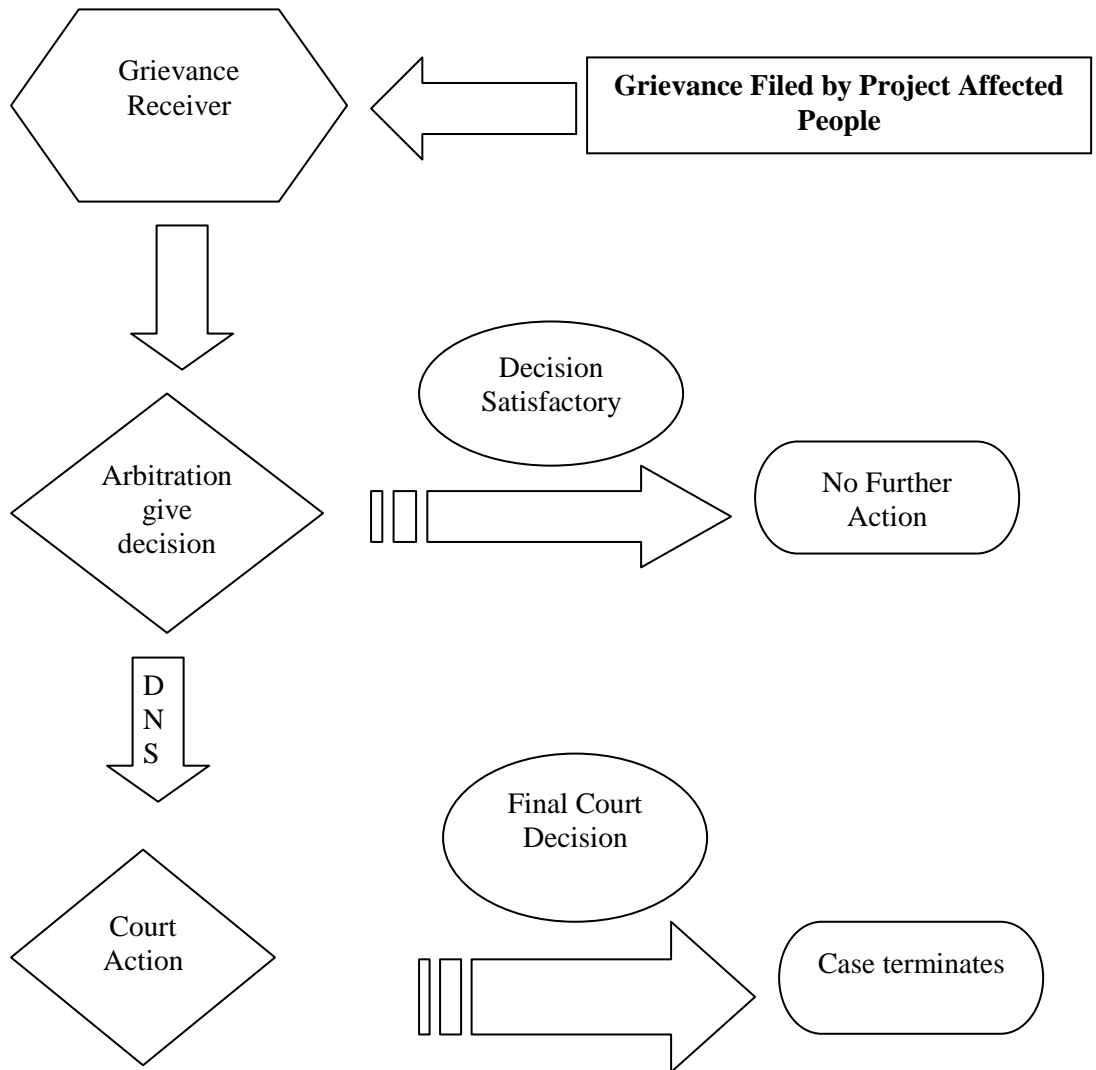 Grievance
Receiver
Grievance Filed by Project Affected
People
Decision
Satisfactory
Arbitration
give
decision
No Further
Action
D
N
S
Final Court
Decision
Court
Action
Case terminates